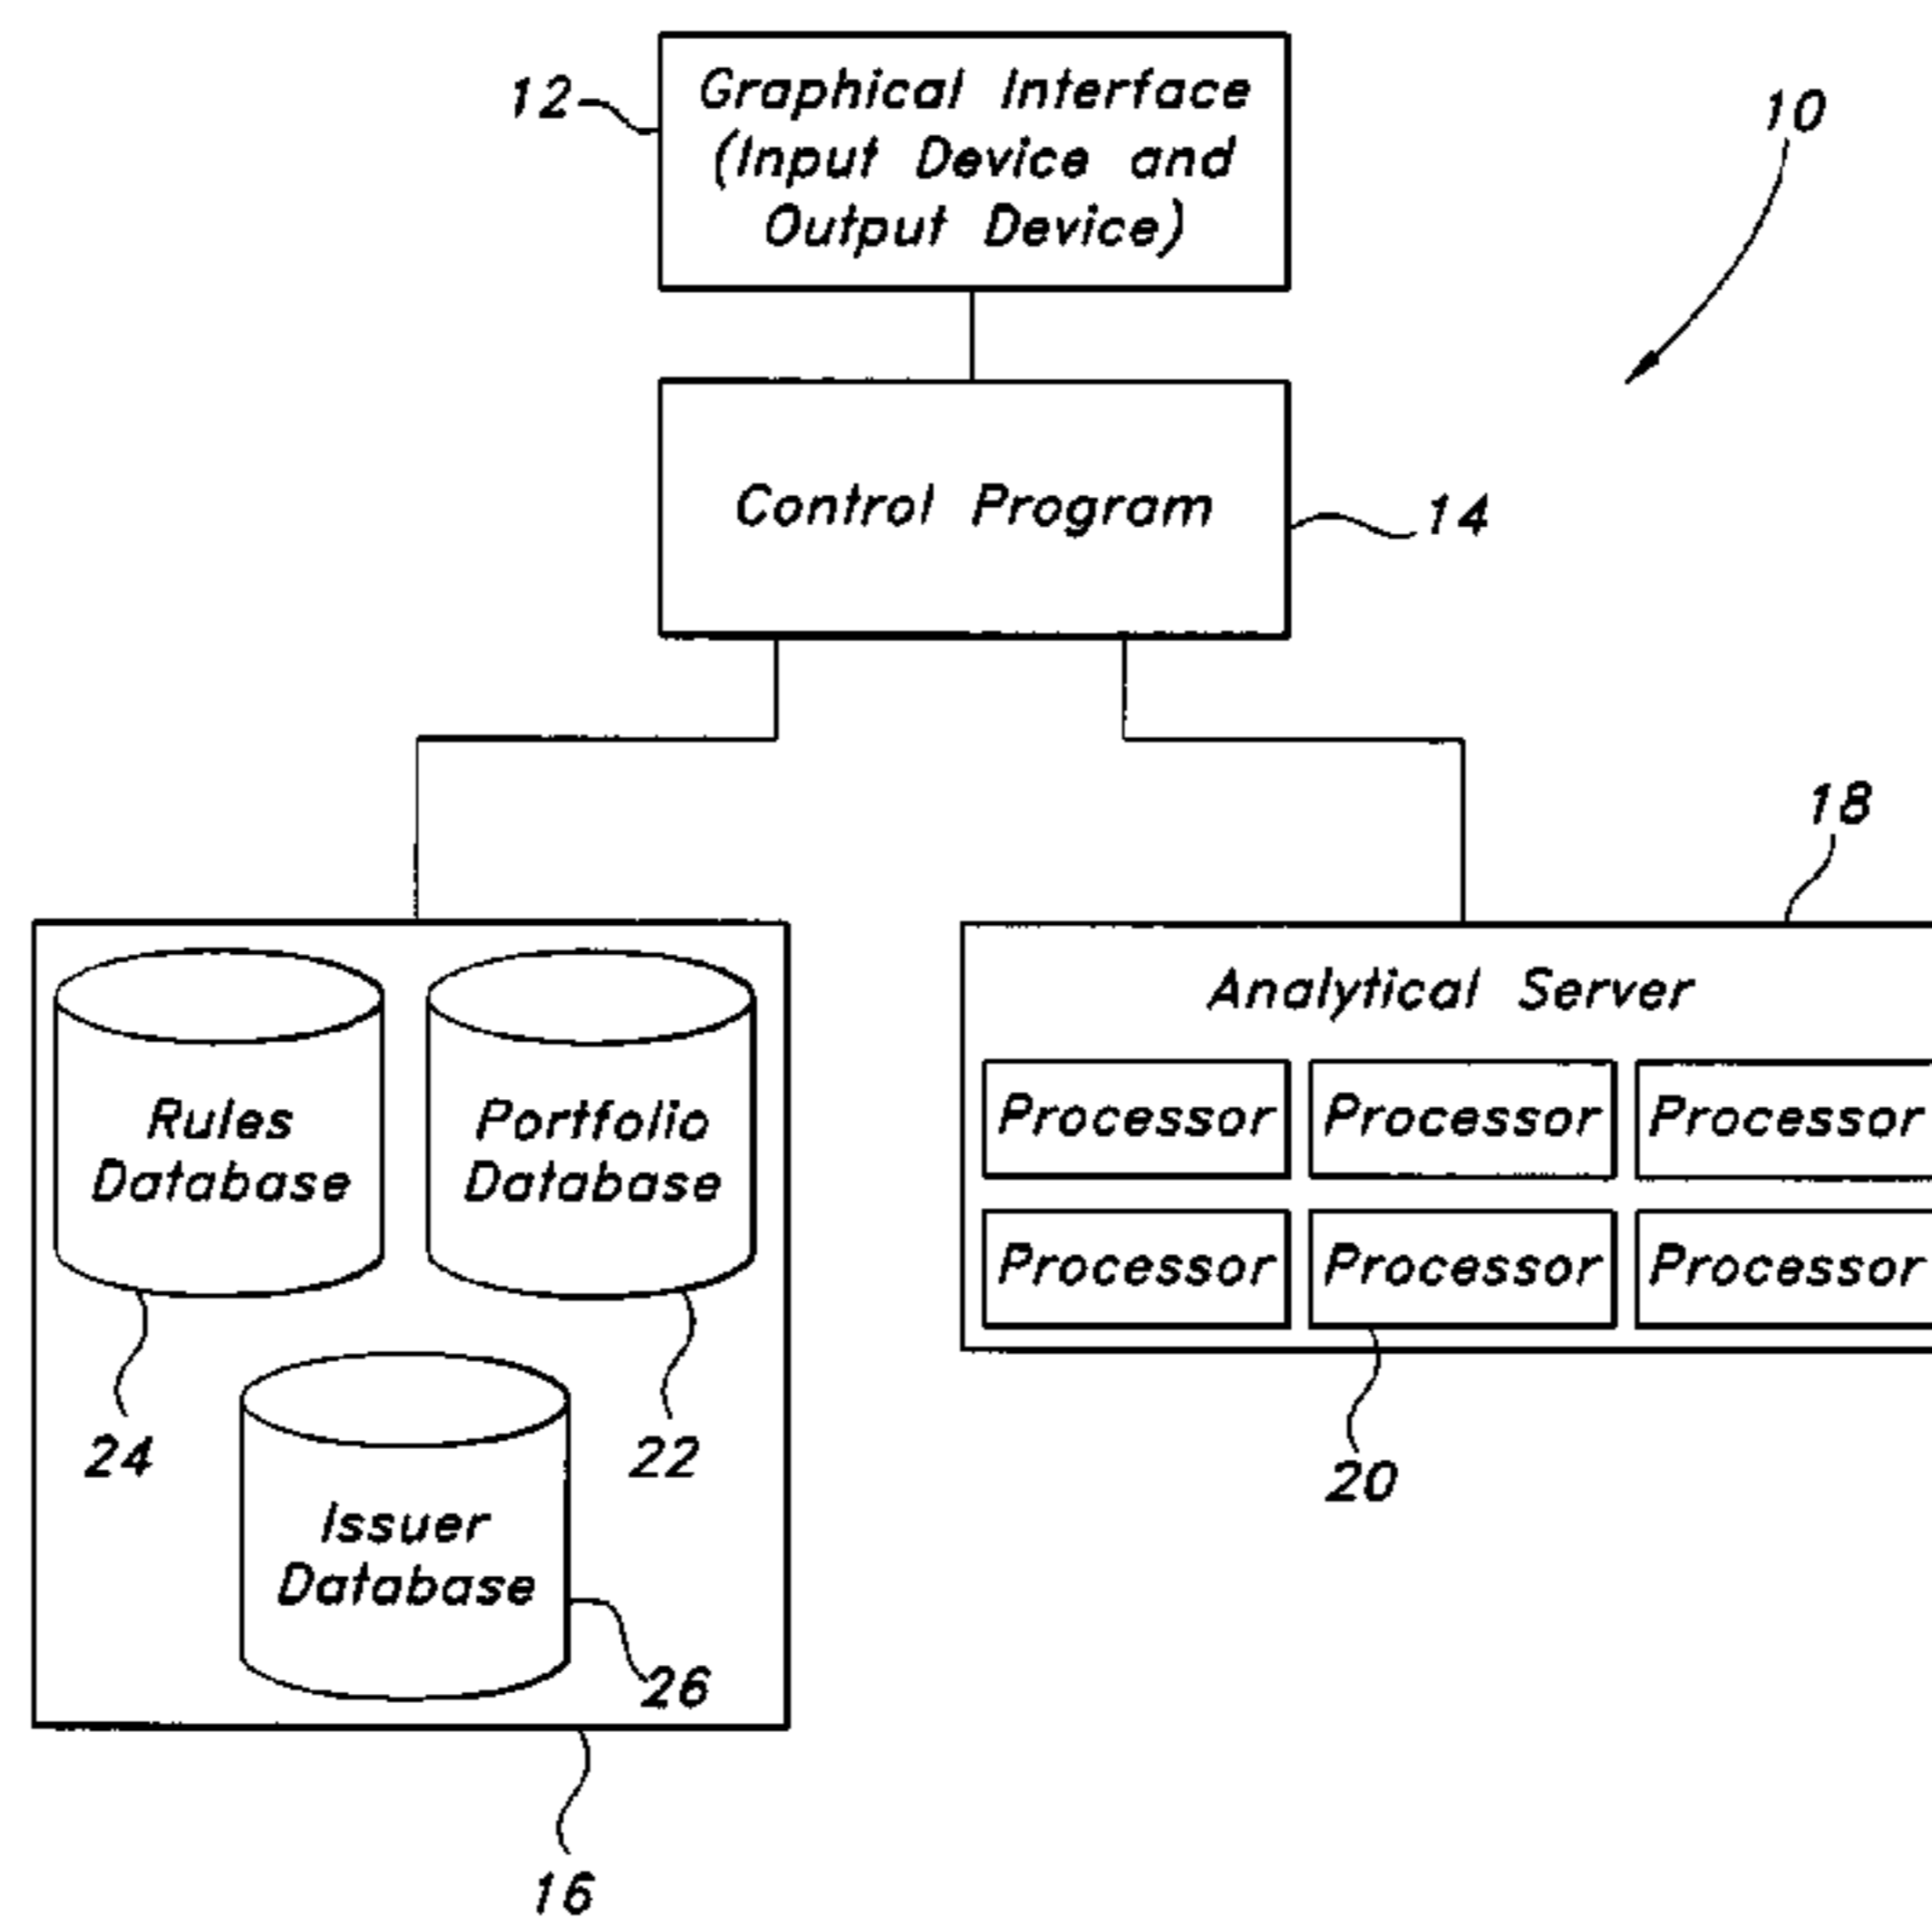 12
Graphical Interface
(Input Device and
Output Device)
10
Control Program
14
18
Analytical Server
Processor Processor Processor
Processor Processor Processor
20
Rules
Database
Portfolio
Database
24
22
Issuer
Database
26
16